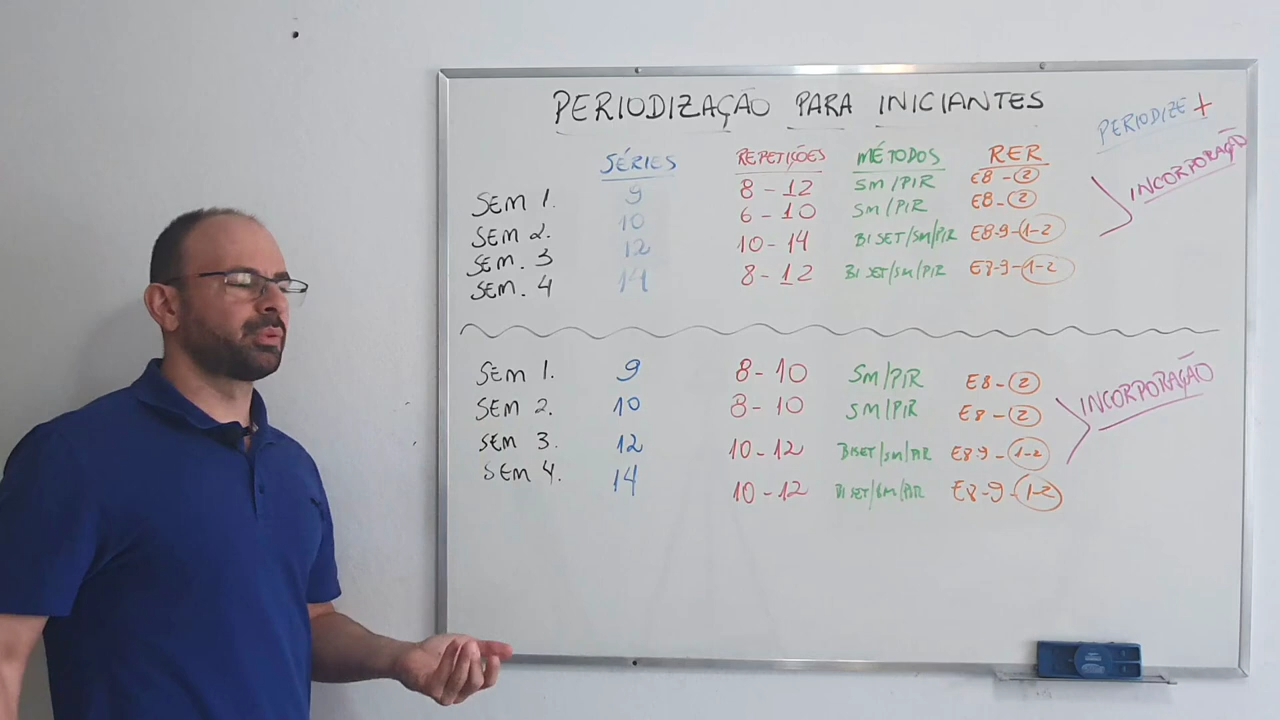 PERIODIZAÇÃO PARA INICIANTES
PERIODIZE +
SÉRIES REPETIÇÕES MÉTODOS RER
SEM 1. 9 8-12 SM/PIR E8-2
SEM 2. 10 6-10 SM/PIR E8-2
SEM. 3 12 10-14 BI SET/SM/PIR E8-9-1-2
SEM. 4 14 8-12 BI SET/SM/PIR E8-9-1-2
INCORPORAÇÃO
SEM 1. 9 8-10 SM/PIR E8-2
SEM 2. 10 8-10 SM/PIR E8-2
SEM 3. 12 10-12 BISET/SM/PIR E8-9-1-2
SEM 4. 14 10-12 BISET/SM/PIR E8-9-1-2
INCORPORAÇÃO